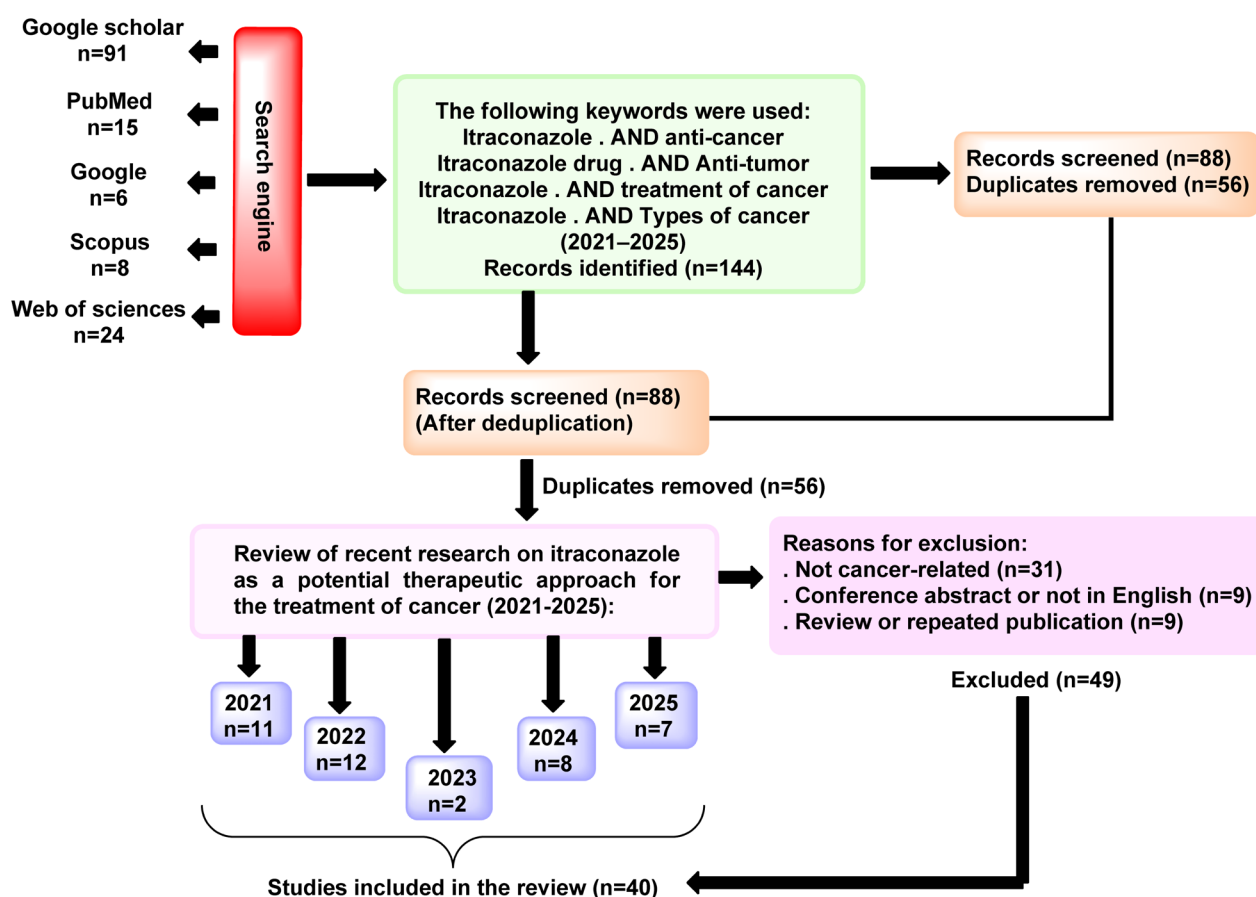 Google scholar
n=91
PubMed
n=15
Google
n=6
Scopus
n=8
Web of sciences
n=24
Search engine
The following keywords were used:
Itraconazole . AND anti-cancer
Itraconazole drug . AND Anti-tumor
Itraconazole . AND treatment of cancer
Itraconazole . AND Types of cancer
(2021–2025)
Records identified (n=144)
Records screened (n=88)
Duplicates removed (n=56)
Records screened (n=88)
(After deduplication)
Duplicates removed (n=56)
Review of recent research on itraconazole
as a potential therapeutic approach for
the treatment of cancer (2021-2025):
Reasons for exclusion:
. Not cancer-related (n=31)
. Conference abstract or not in English (n=9)
. Review or repeated publication (n=9)
Excluded (n=49)
2021
n=11
2022
n=12
2023
n=2
2024
n=8
2025
n=7
Studies included in the review (n=40)